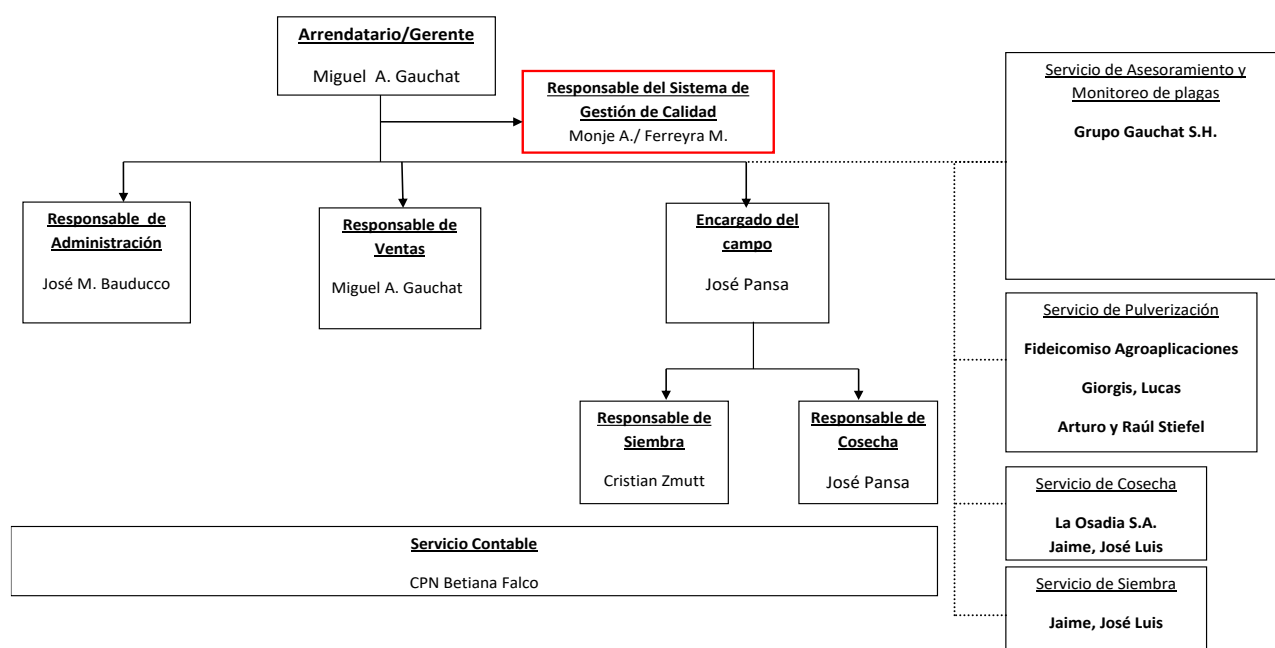 Arrendatario/Gerente
Miguel A. Gauchat
Responsable del Sistema de
Gestión de Calidad
Monje A./ Ferreyra M.
Responsable de
Administración
José M. Bauducco
Responsable de
Ventas
Miguel A. Gauchat
Encargado del
campo
José Pansa
Responsable de
Siembra
Cristian Zmutt
Responsable de
Cosecha
José Pansa
Servicio Contable
CPN Betiana Falco
Servicio de Asesoramiento y
Monitoreo de plagas
Grupo Gauchat S.H.
Servicio de Pulverización
Fideicomiso Agroaplicaciones
Giorgis, Lucas
Arturo y Raúl Stiefel
Servicio de Cosecha
La Osadia S.A.
Jaime, José Luis
Servicio de Siembra
Jaime, José Luis